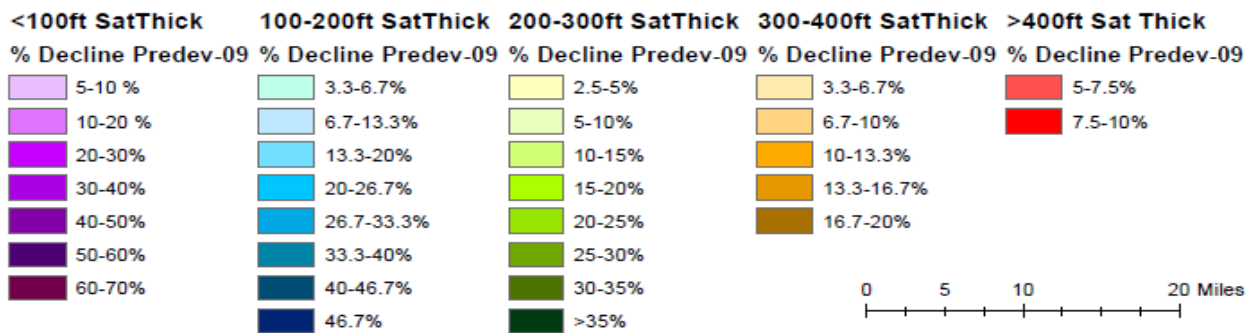 <100ft SatThick
% Decline Predev-09
5-10 %
10-20 %
20-30%
30-40%
40-50%
50-60%
60-70%
100-200ft SatThick
% Decline Predev-09
3.3-6.7%
6.7-13.3%
13.3-20%
20-26.7%
26.7-33.3%
33.3-40%
40-46.7%
46.7%
200-300ft SatThick
% Decline Predev-09
2.5-5%
5-10%
10-15%
15-20%
20-25%
25-30%
30-35%
>35%
300-400ft SatThick
% Decline Predev-09
3.3-6.7%
6.7-10%
10-13.3%
13.3-16.7%
16.7-20%
>400ft Sat Thick
% Decline Predev-09
5-7.5%
7.5-10%
0 5 10 20 Miles